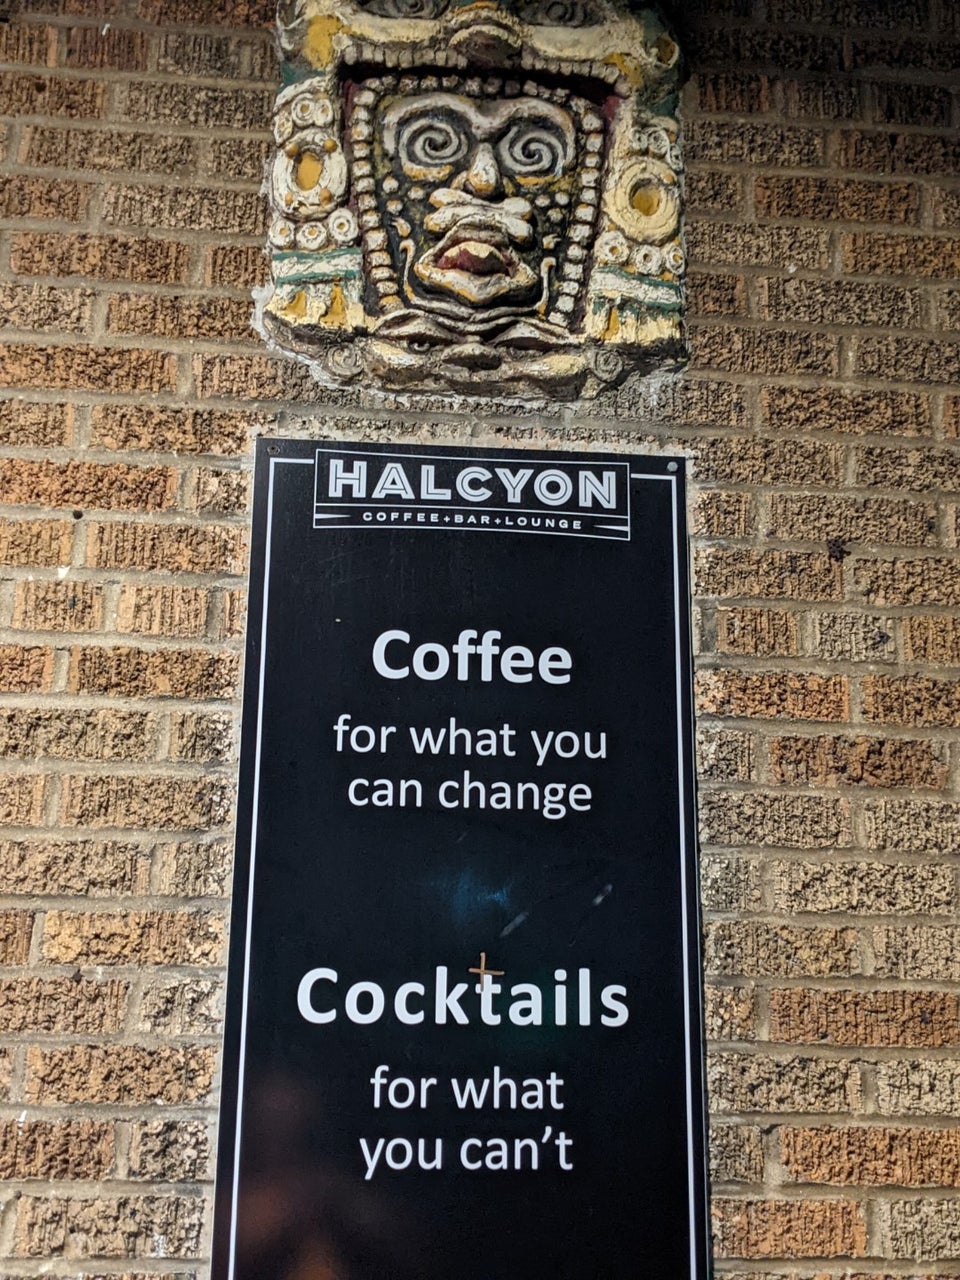 HALCYON
COFFEE+BAR+LOUNGE
Coffee
for what you
can change
Cocktails
for what
you can't